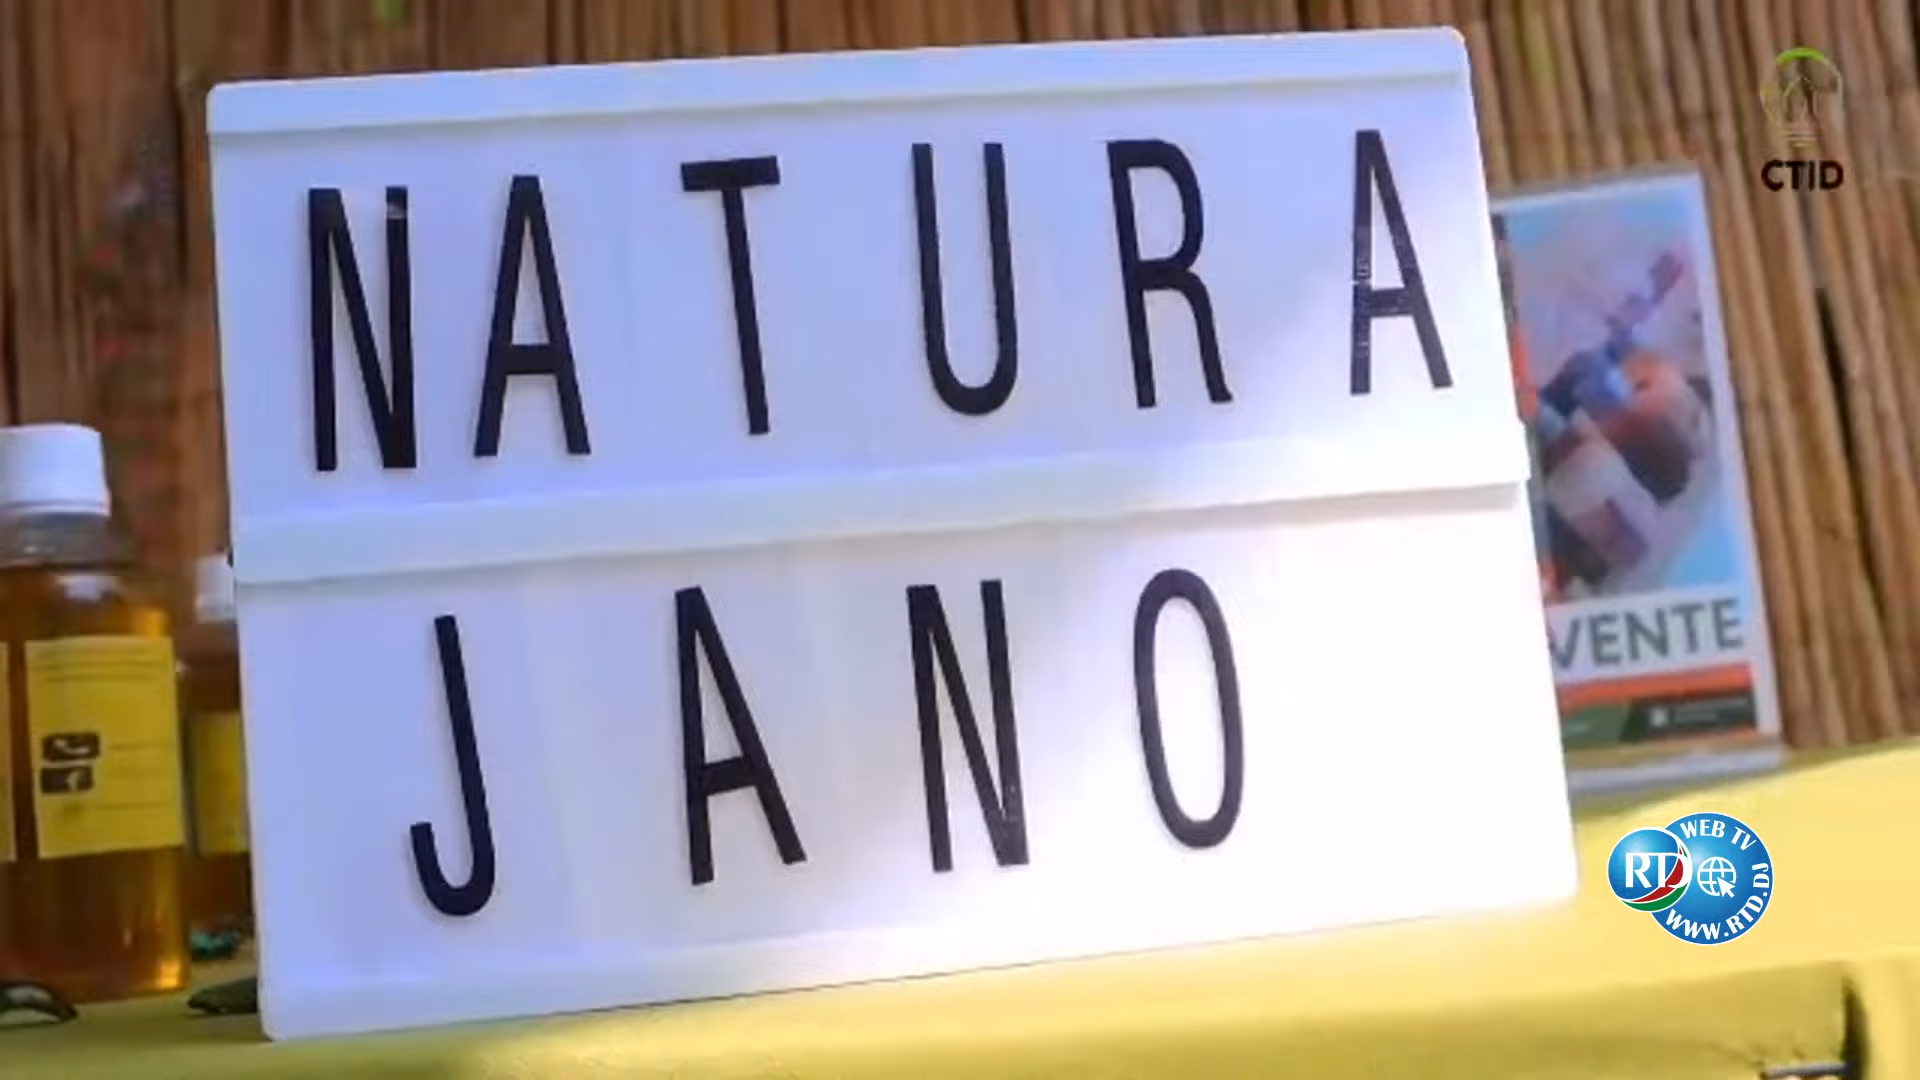 NATURA
JANO
CTID
VENTE
WEB TV
RTD
WWW.RTD.DJ